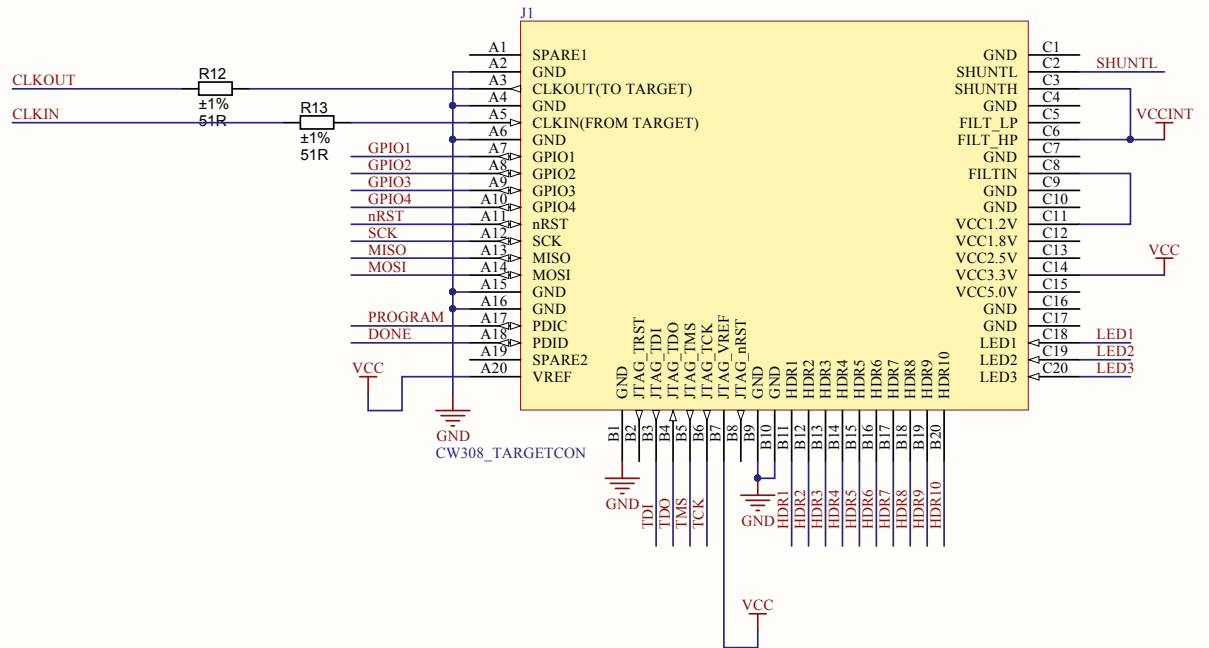 J1
A1 SPARE1 GND C1
A2 GND SHUNTL C2 SHUNTL
CLKOUT R12 ±1% 51R A3 CLKOUT(TO TARGET) SHUNTH C3
A4 GND GND C4
CLKIN R13 ±1% 51R A5 CLKIN(FROM TARGET) FILT_LP C5 VCCINT
A6 GND FILT_HP C6
GPIO1 A7 GPIO1 GND C7
GPIO2 A8 GPIO2 FILTIN C8
GPIO3 A9 GPIO3 GND C9
GPIO4 A10 GPIO4 GND C10
nRST A11 nRST VCC1.2V C11
SCK A12 SCK VCC1.8V C12
MISO A13 MISO VCC2.5V C13
MOSI A14 MOSI VCC3.3V C14 VCC
A15 GND VCC5.0V C15
A16 GND GND C16
PROGRAM A17 PDIC GND C17
DONE A18 PDID LED1 C18 LED1
A19 SPARE2 LED2 C19 LED2
VCC A20 VREF LED3 C20 LED3
GND
CW308_TARGETCON
GND JTAG_TRST JTAG_TDI JTAG_TDO JTAG_TMS JTAG_TCK JTAG_VREF JTAG_nRST GND GND HDR1 HDR2 HDR3 HDR4 HDR5 HDR6 HDR7 HDR8 HDR9 HDR10
B1 B2 B3 B4 B5 B6 B7 B8 B9 B10 B11 B12 B13 B14 B15 B16 B17 B18 B19 B20
GND TDI TDO TMS TCK GND HDR1 HDR2 HDR3 HDR4 HDR5 HDR6 HDR7 HDR8 HDR9 HDR10
VCC